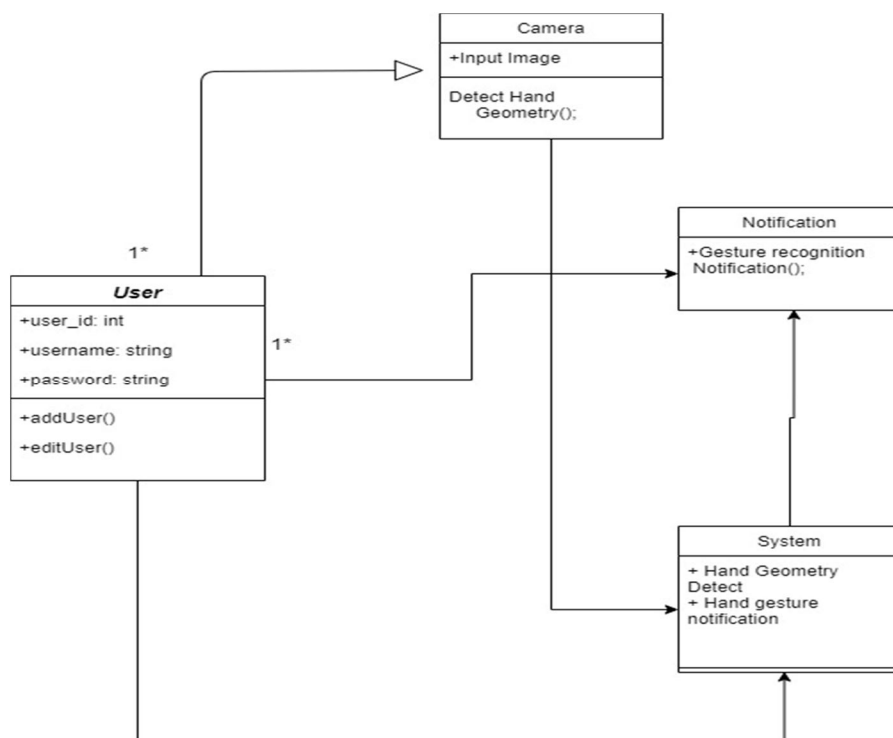 Camera
+Input Image
Detect Hand
Geometry();
1*
User
+user_id: int
+username: string
+password: string
+addUser()
+editUser()
1*
Notification
+Gesture recognition
Notification();
System
+ Hand Geometry
Detect
+ Hand gesture
notification